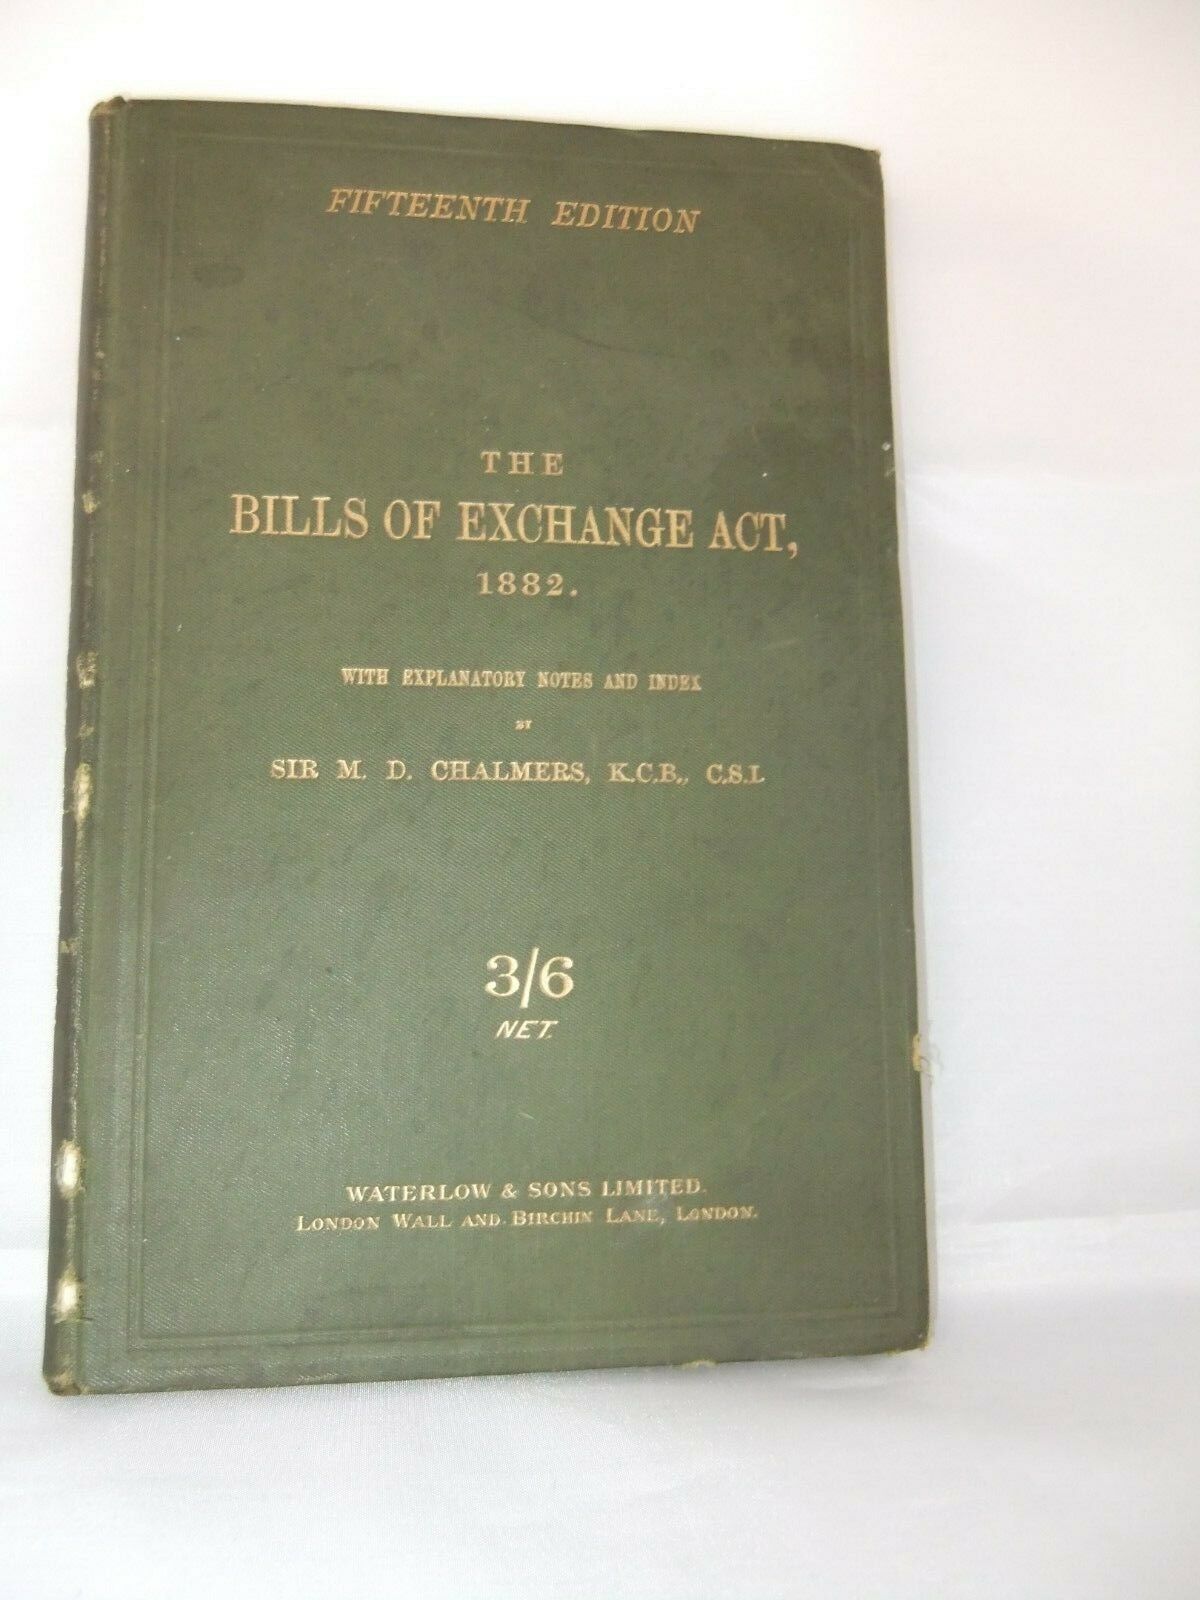 FIFTEENTH EDITION
THE
BILLS OF EXCHANGE ACT,
1882.
WITH EXPLANATORY NOTES AND INDEX
BY
SIR M. D. CHALMERS, K.C.B., C.S.I.
3/6
NET.
WATERLOW & SONS LIMITED.
LONDON WALL AND BIRCHIN LANE, LONDON.